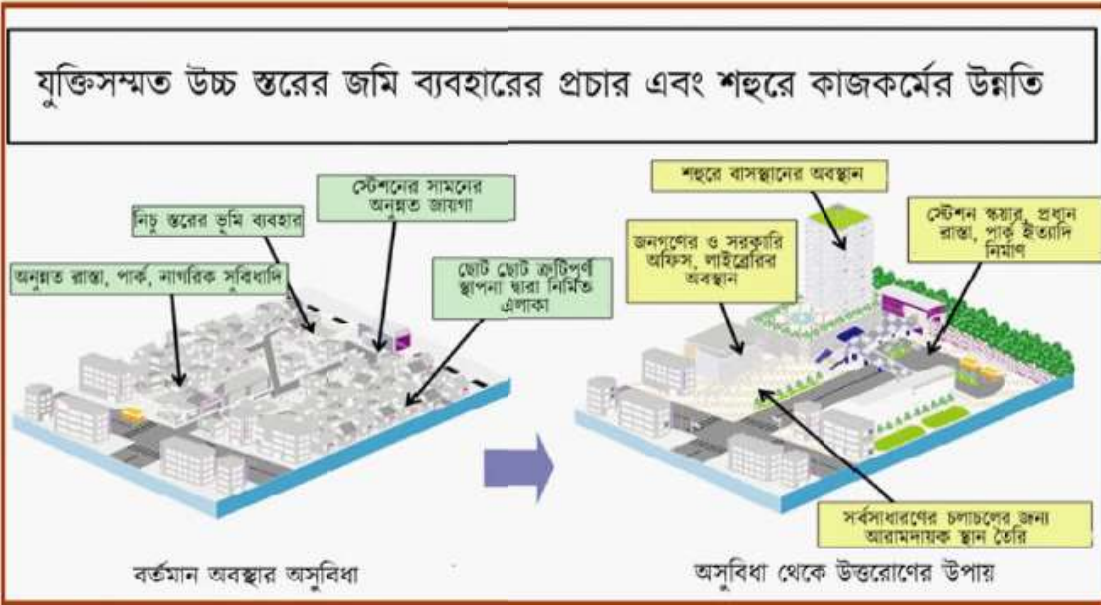 যুক্তিসম্মত উচ্চ স্তরের জমি ব্যবহারের প্রচার এবং শহুরে কাজকর্মের উন্নতি
স্টেশনের সামনের
অনুন্নত জায়গা
নিচু স্তরের ভূমি ব্যবহার
অনুন্নত রাস্তা, পার্ক, নাগরিক সুবিধাদি
ছোট ছোট ত্রুটিপূর্ণ
স্থাপনা দ্বারা নির্মিত
এলাকা
বর্তমান অবস্থার অসুবিধা
শহুরে বাসস্থানের অবস্থান
জনগণের ও সরকারি
অফিস, লাইব্রেরির
অবস্থান
স্টেশন স্কয়ার, প্রধান
রাস্তা, পার্ক ইত্যাদি
নির্মাণ
সর্বসাধারণের চলাচলের জন্য
আরামদায়ক স্থান তৈরি
অসুবিধা থেকে উত্তরোণের উপায়